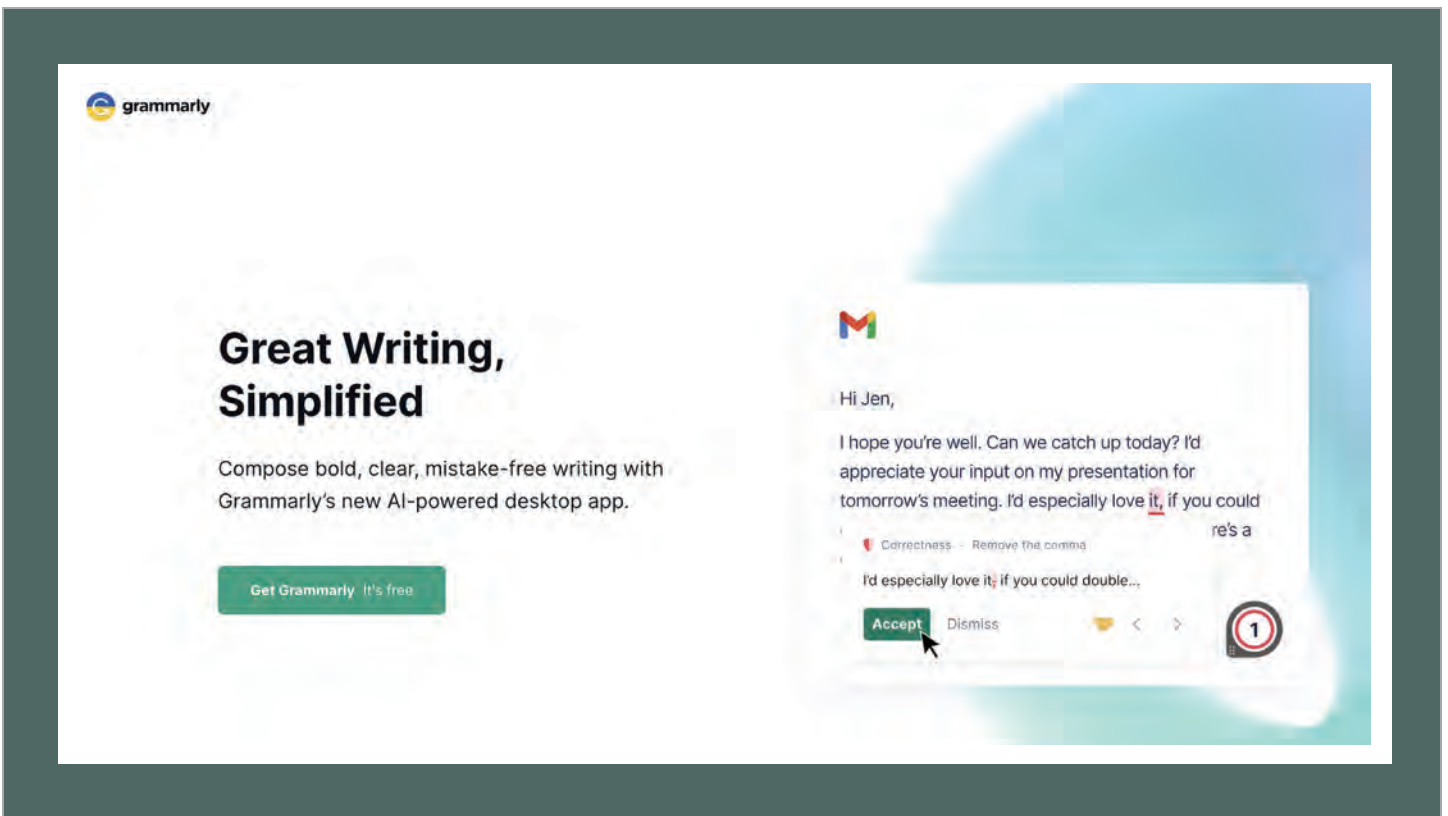 grammarly
Great Writing,
Simplified
Compose bold, clear, mistake-free writing with
Grammarly's new AI-powered desktop app.
Get Grammarly It's free
Hi Jen,
I hope you're well. Can we catch up today? I'd
appreciate your input on my presentation for
tomorrow's meeting. I'd especially love it, if you could
re's a
Correctness - Remove the comma
I'd especially love it, if you could double...
Accept Dismiss
1